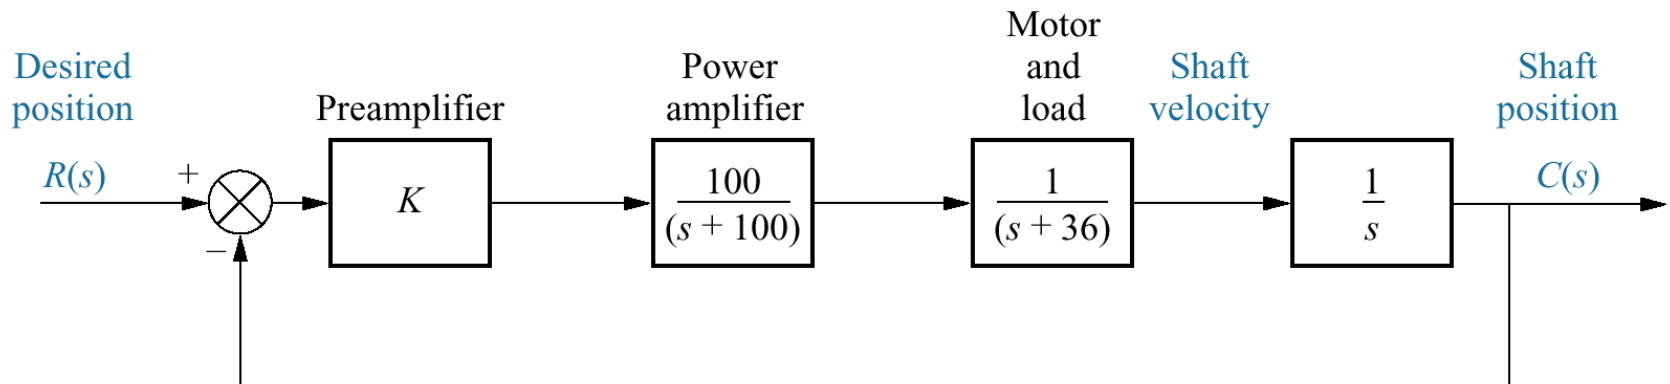 Desired
position
R(s)
+
−
Preamplifier
K
Power
amplifier
100
(s + 100)
Motor
and
load
1
(s + 36)
Shaft
velocity
1
s
Shaft
position
C(s)